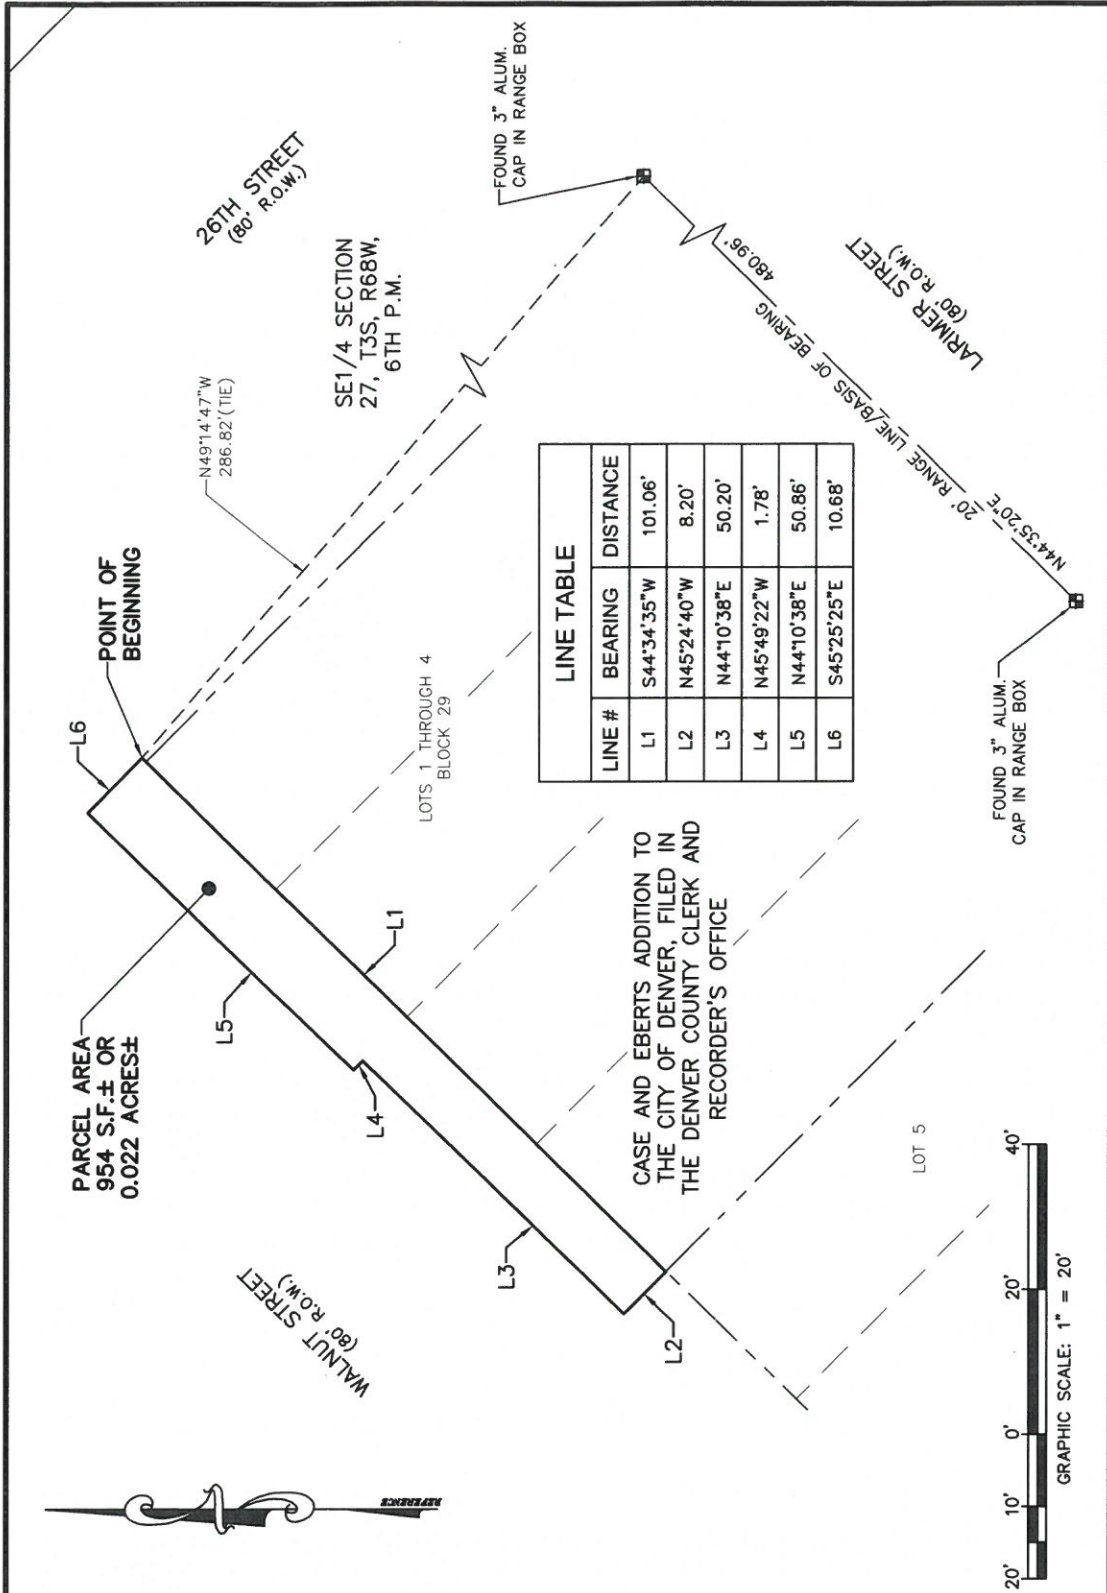 26TH STREET
(80' R.O.W.)
FOUND 3" ALUM.
CAP IN RANGE BOX
SE1/4 SECTION
27, T3S, R68W,
6TH P.M.
N49°14'47"W
286.82'(TIE)
POINT OF
BEGINNING
L6
PARCEL AREA
954 S.F.± OR
0.022 ACRES±
L5
L1
L4
L3
L2
LOTS 1 THROUGH 4
BLOCK 29
480.96'
20' RANGE LINE/BASIS OF BEARING
N44°35'20"E
LARIMER STREET
(80' R.O.W.)
LINE TABLE
LINE # BEARING DISTANCE
L1 S44°34'35"W 101.06'
L2 N45°24'40"W 8.20'
L3 N44°10'38"E 50.20'
L4 N45°49'22"W 1.78'
L5 N44°10'38"E 50.86'
L6 S45°25'25"E 10.68'
FOUND 3" ALUM.
CAP IN RANGE BOX
CASE AND EBERTS ADDITION TO
THE CITY OF DENVER, FILED IN
THE DENVER COUNTY CLERK AND
RECORDER'S OFFICE
WALNUT STREET
(80' R.O.W.)
LOT 5
REFERENCE
20' 10' 0' 20' 40'
GRAPHIC SCALE: 1" = 20'